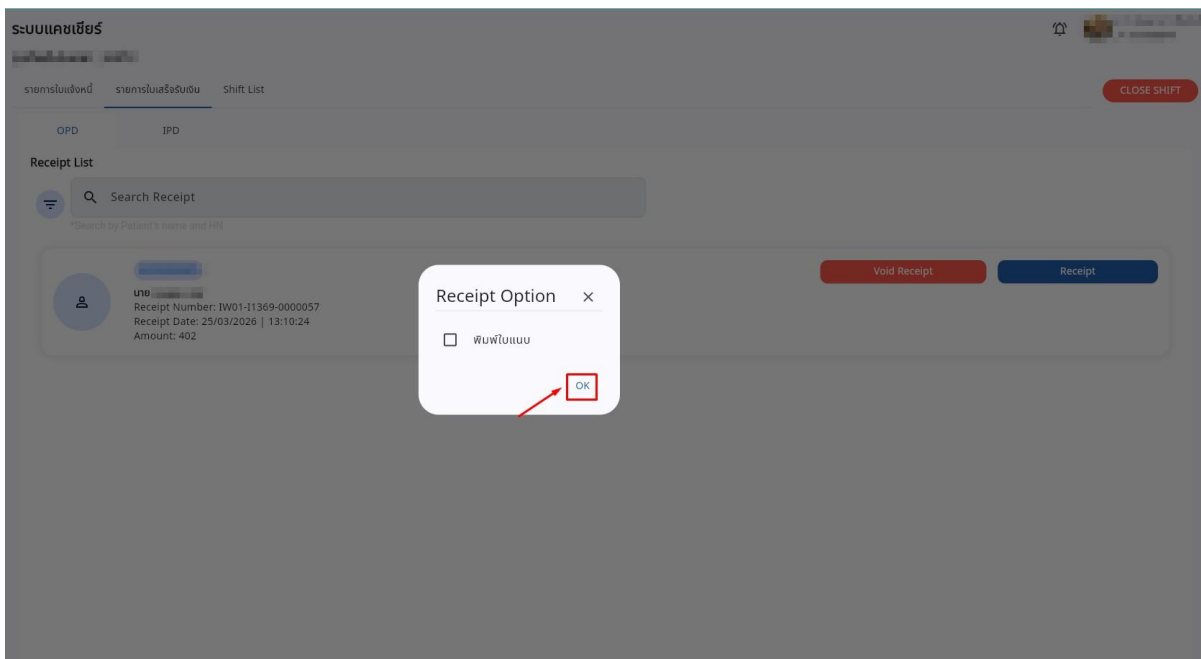 ระบบแคชเชียร์
รายการใบแจ้งหนี้ รายการใบเสร็จรับเงิน Shift List
CLOSE SHIFT
OPD IPD
Receipt List
Search Receipt
*Search by Patient's name and HN
Void Receipt Receipt
นาย
Receipt Number: IW01-I1369-0000057
Receipt Date: 25/03/2026 | 13:10:24
Amount: 402
Receipt Option
พิมพ์ใบแนบ
OK